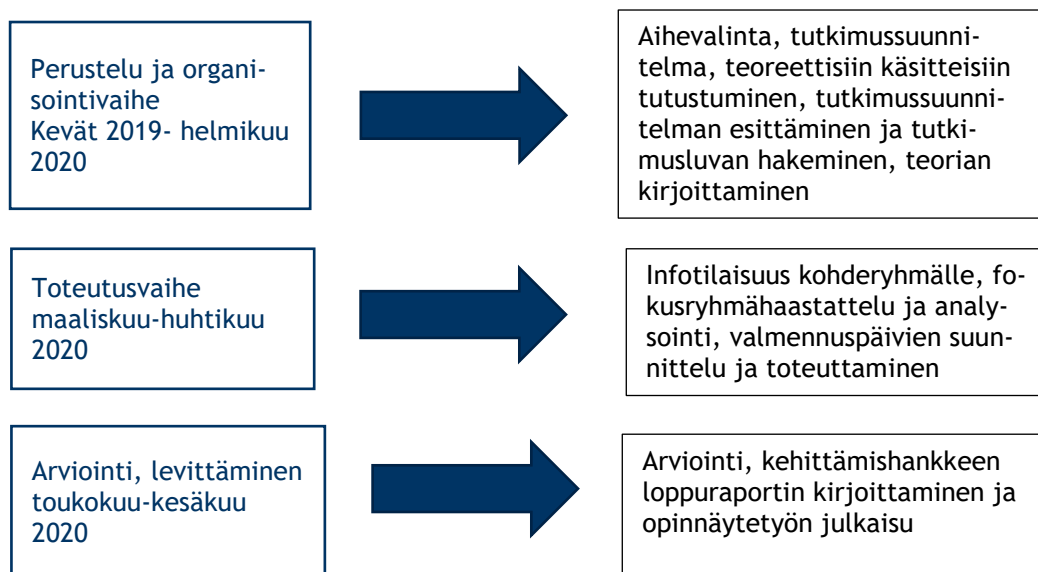 Perustelu ja organi-
sointivaihe
Kevät 2019- helmikuu
2020
Aihevalinta, tutkimussuunni-
telma, teoreettisiin käsitteisiin
tutustuminen, tutkimussuunni-
telman esittäminen ja tutki-
musluvan hakeminen, teorian
kirjoittaminen
Toteutusvaihe
maaliskuu-huhtikuu
2020
Infotilaisuus kohderyhmälle, fo-
kusryhmähaastattelu ja analy-
sointi, valmennuspäivien suun-
nittelu ja toteuttaminen
Arviointi, levittäminen
toukokuu-kesäkuu
2020
Arviointi, kehittämishankkeen
loppuraportin kirjoittaminen ja
opinnäytetyön julkaisu